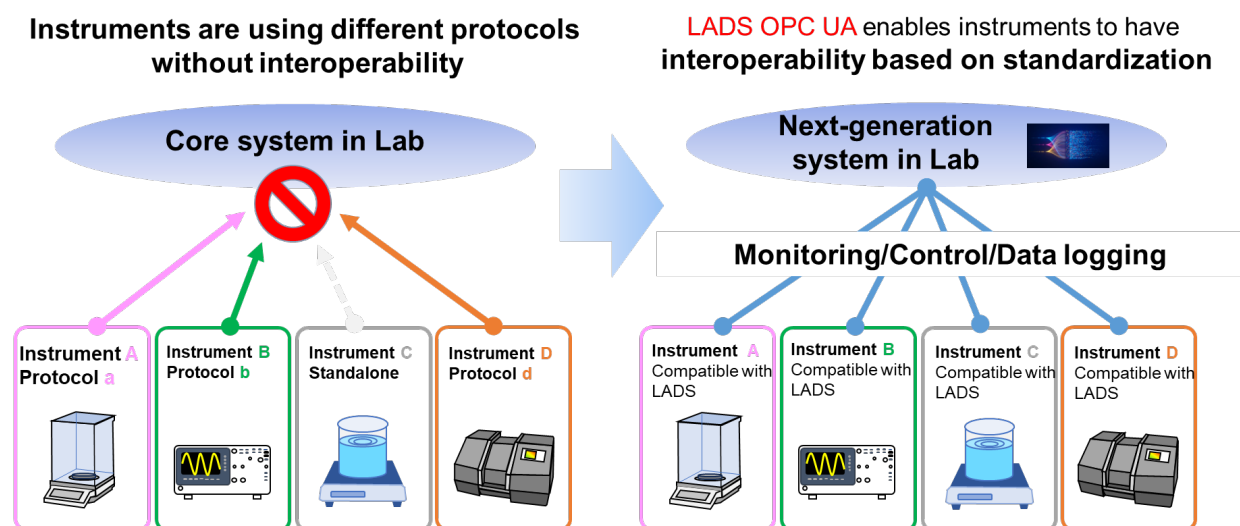 Instruments are using different protocols
without interoperability
Core system in Lab
Instrument A
Protocol a
Instrument B
Protocol b
Instrument C
Standalone
Instrument D
Protocol d
LADS OPC UA enables instruments to have
interoperability based on standardization
Next-generation
system in Lab
Monitoring/Control/Data logging
Instrument A
Compatible with
LADS
Instrument B
Compatible with
LADS
Instrument C
Compatible with
LADS
Instrument D
Compatible with
LADS